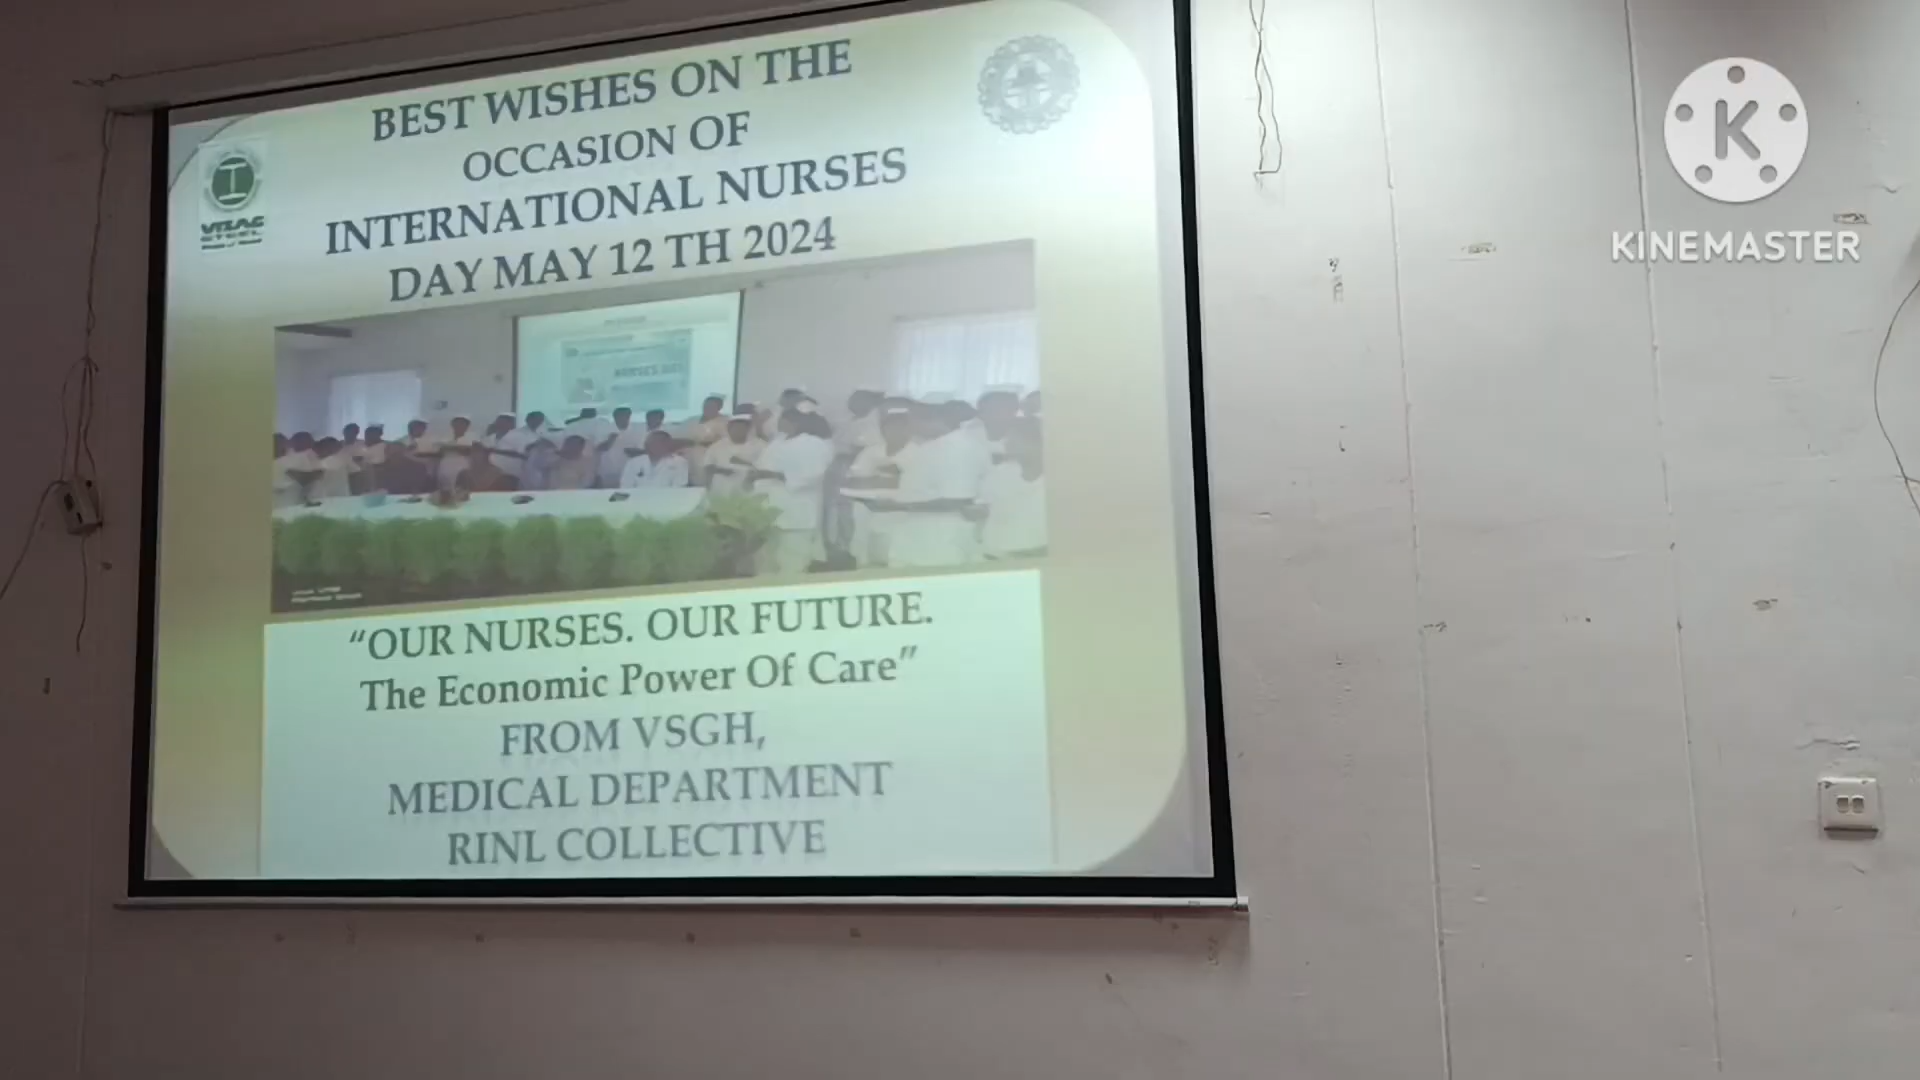 BEST WISHES ON THE
OCCASION OF
INTERNATIONAL NURSES
DAY MAY 12 TH 2024
“OUR NURSES. OUR FUTURE.
The Economic Power Of Care”
FROM VSGH,
MEDICAL DEPARTMENT
RINL COLLECTIVE
K
KINEMASTER